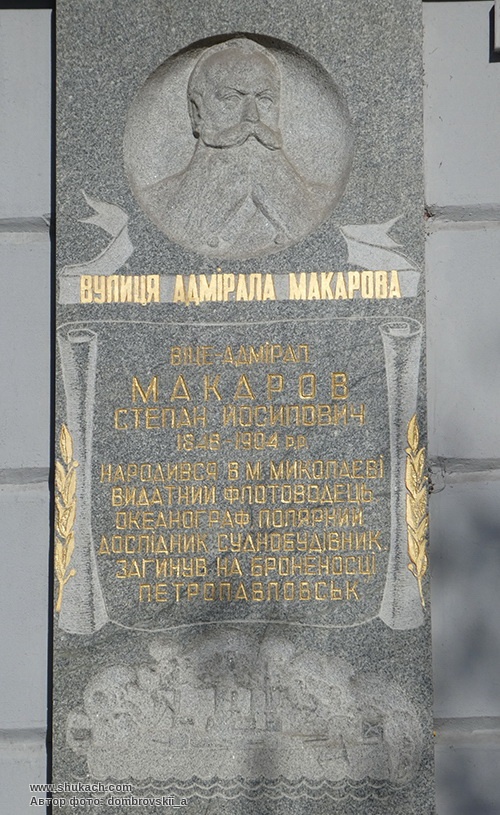 ВУЛИЦЯ АДМІРАЛА МАКАРОВА
ВІЦЕ-АДМІРАЛ
МАКАРОВ
СТЕПАН ЙОСИПОВИЧ
1848-1904 рр.
НАРОДИВСЯ В М. МИКОЛАЄВІ
ВИДАТНИЙ ФЛОТОВОДЕЦЬ,
ОКЕАНОГРАФ, ПОЛЯРНИЙ
ДОСЛІДНИК, СУДНОБУДІВНИК.
ЗАГИНУВ НА БРОНЕНОСЦІ
ПЕТРОПАВЛОВСЬК
www.shukach.com
Автор фото: dombrovskii_a